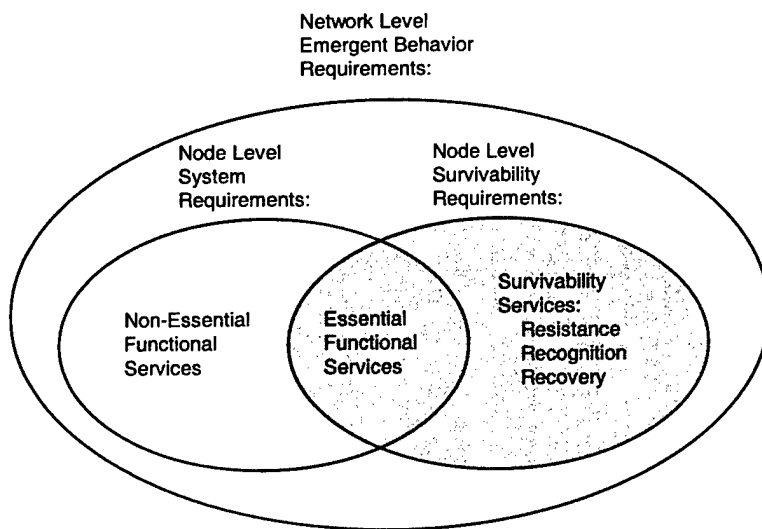 Network Level
Emergent Behavior
Requirements:
Node Level
System
Requirements:
Node Level
Survivability
Requirements:
Non-Essential
Functional
Services
Essential
Functional
Services
Survivability
Services:
Resistance
Recognition
Recovery